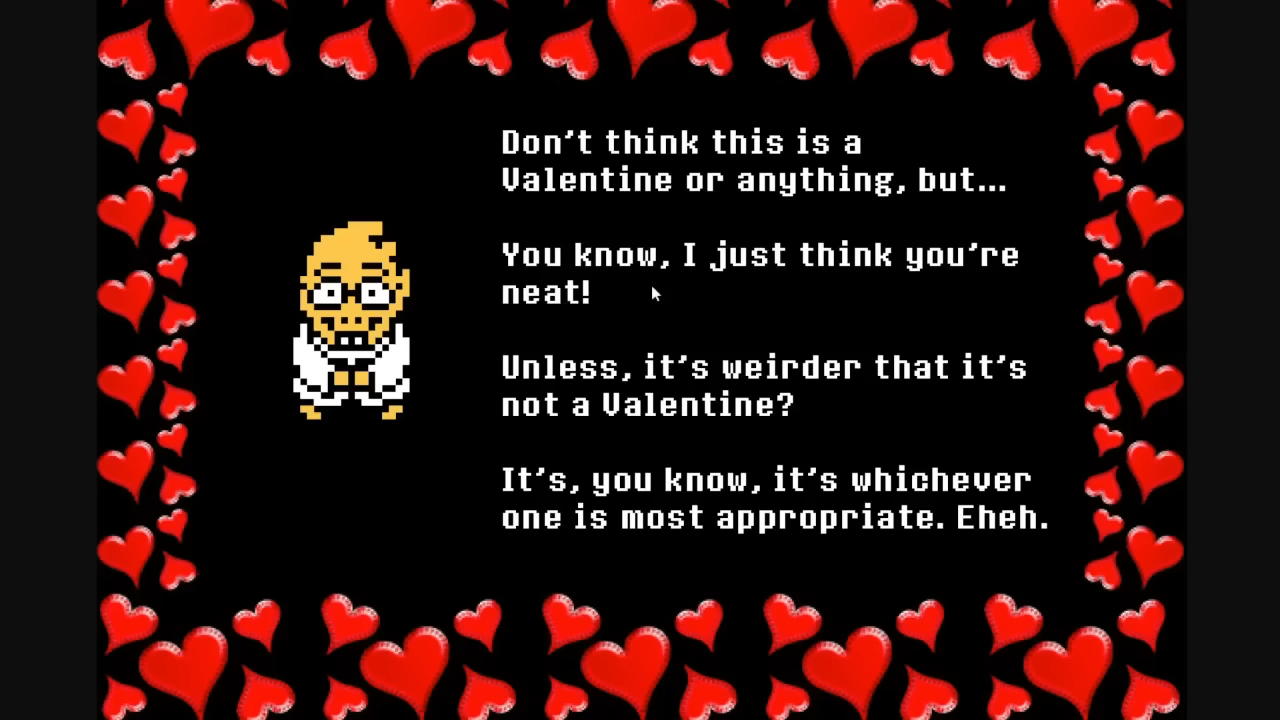 Don't think this is a
Valentine or anything, but...
You know, I just think you're
neat!
Unless, it's weirder that it's
not a Valentine?
It's, you know, it's whichever
one is most appropriate. Eheh.